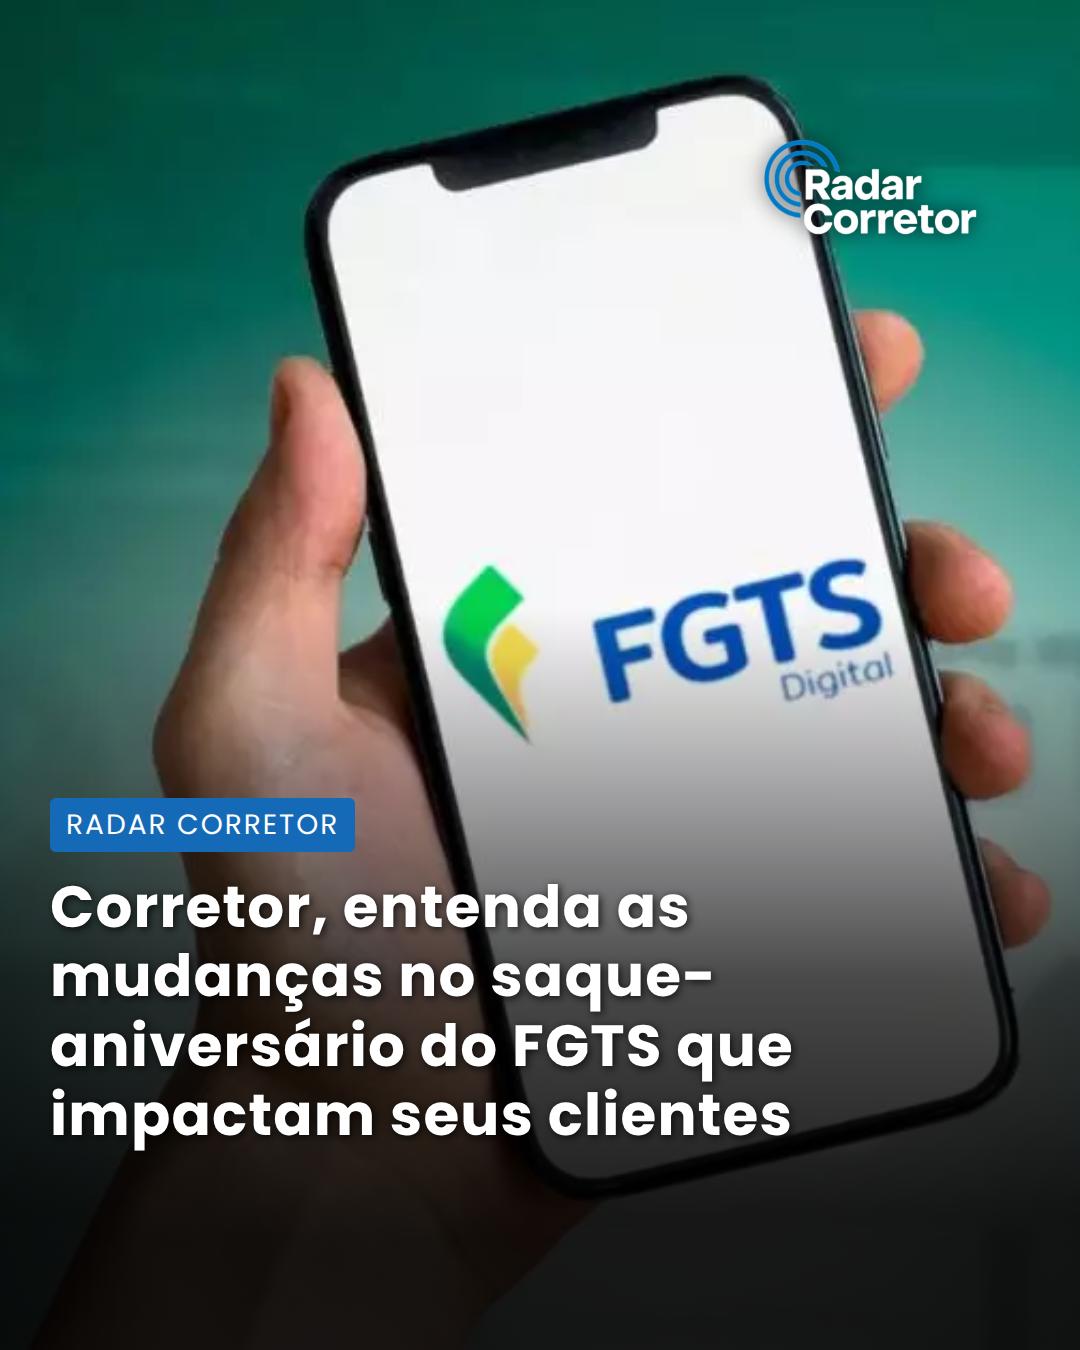 Radar
Corretor
FGTS
Digital
RADAR CORRETOR
Corretor, entenda as
mudanças no saque-
aniversário do FGTS que
impactam seus clientes